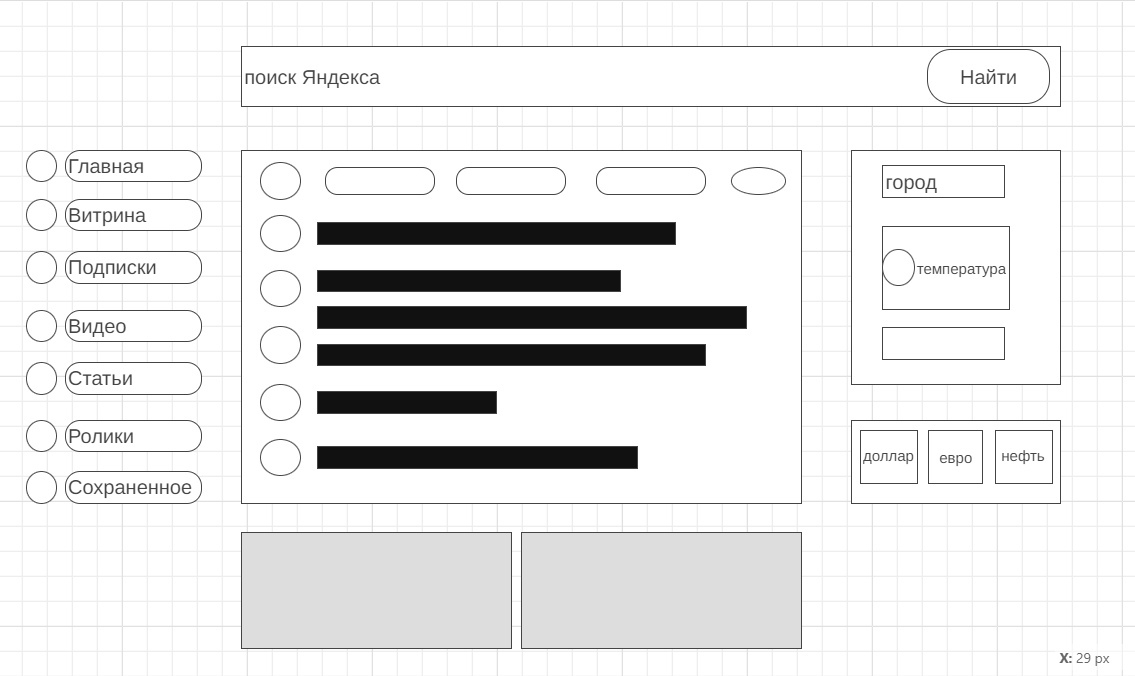 поиск Яндекса
Найти
Главная
Витрина
Подписки
Видео
Статьи
Ролики
Сохраненное
город
температура
доллар
евро
нефть
X: 29 px